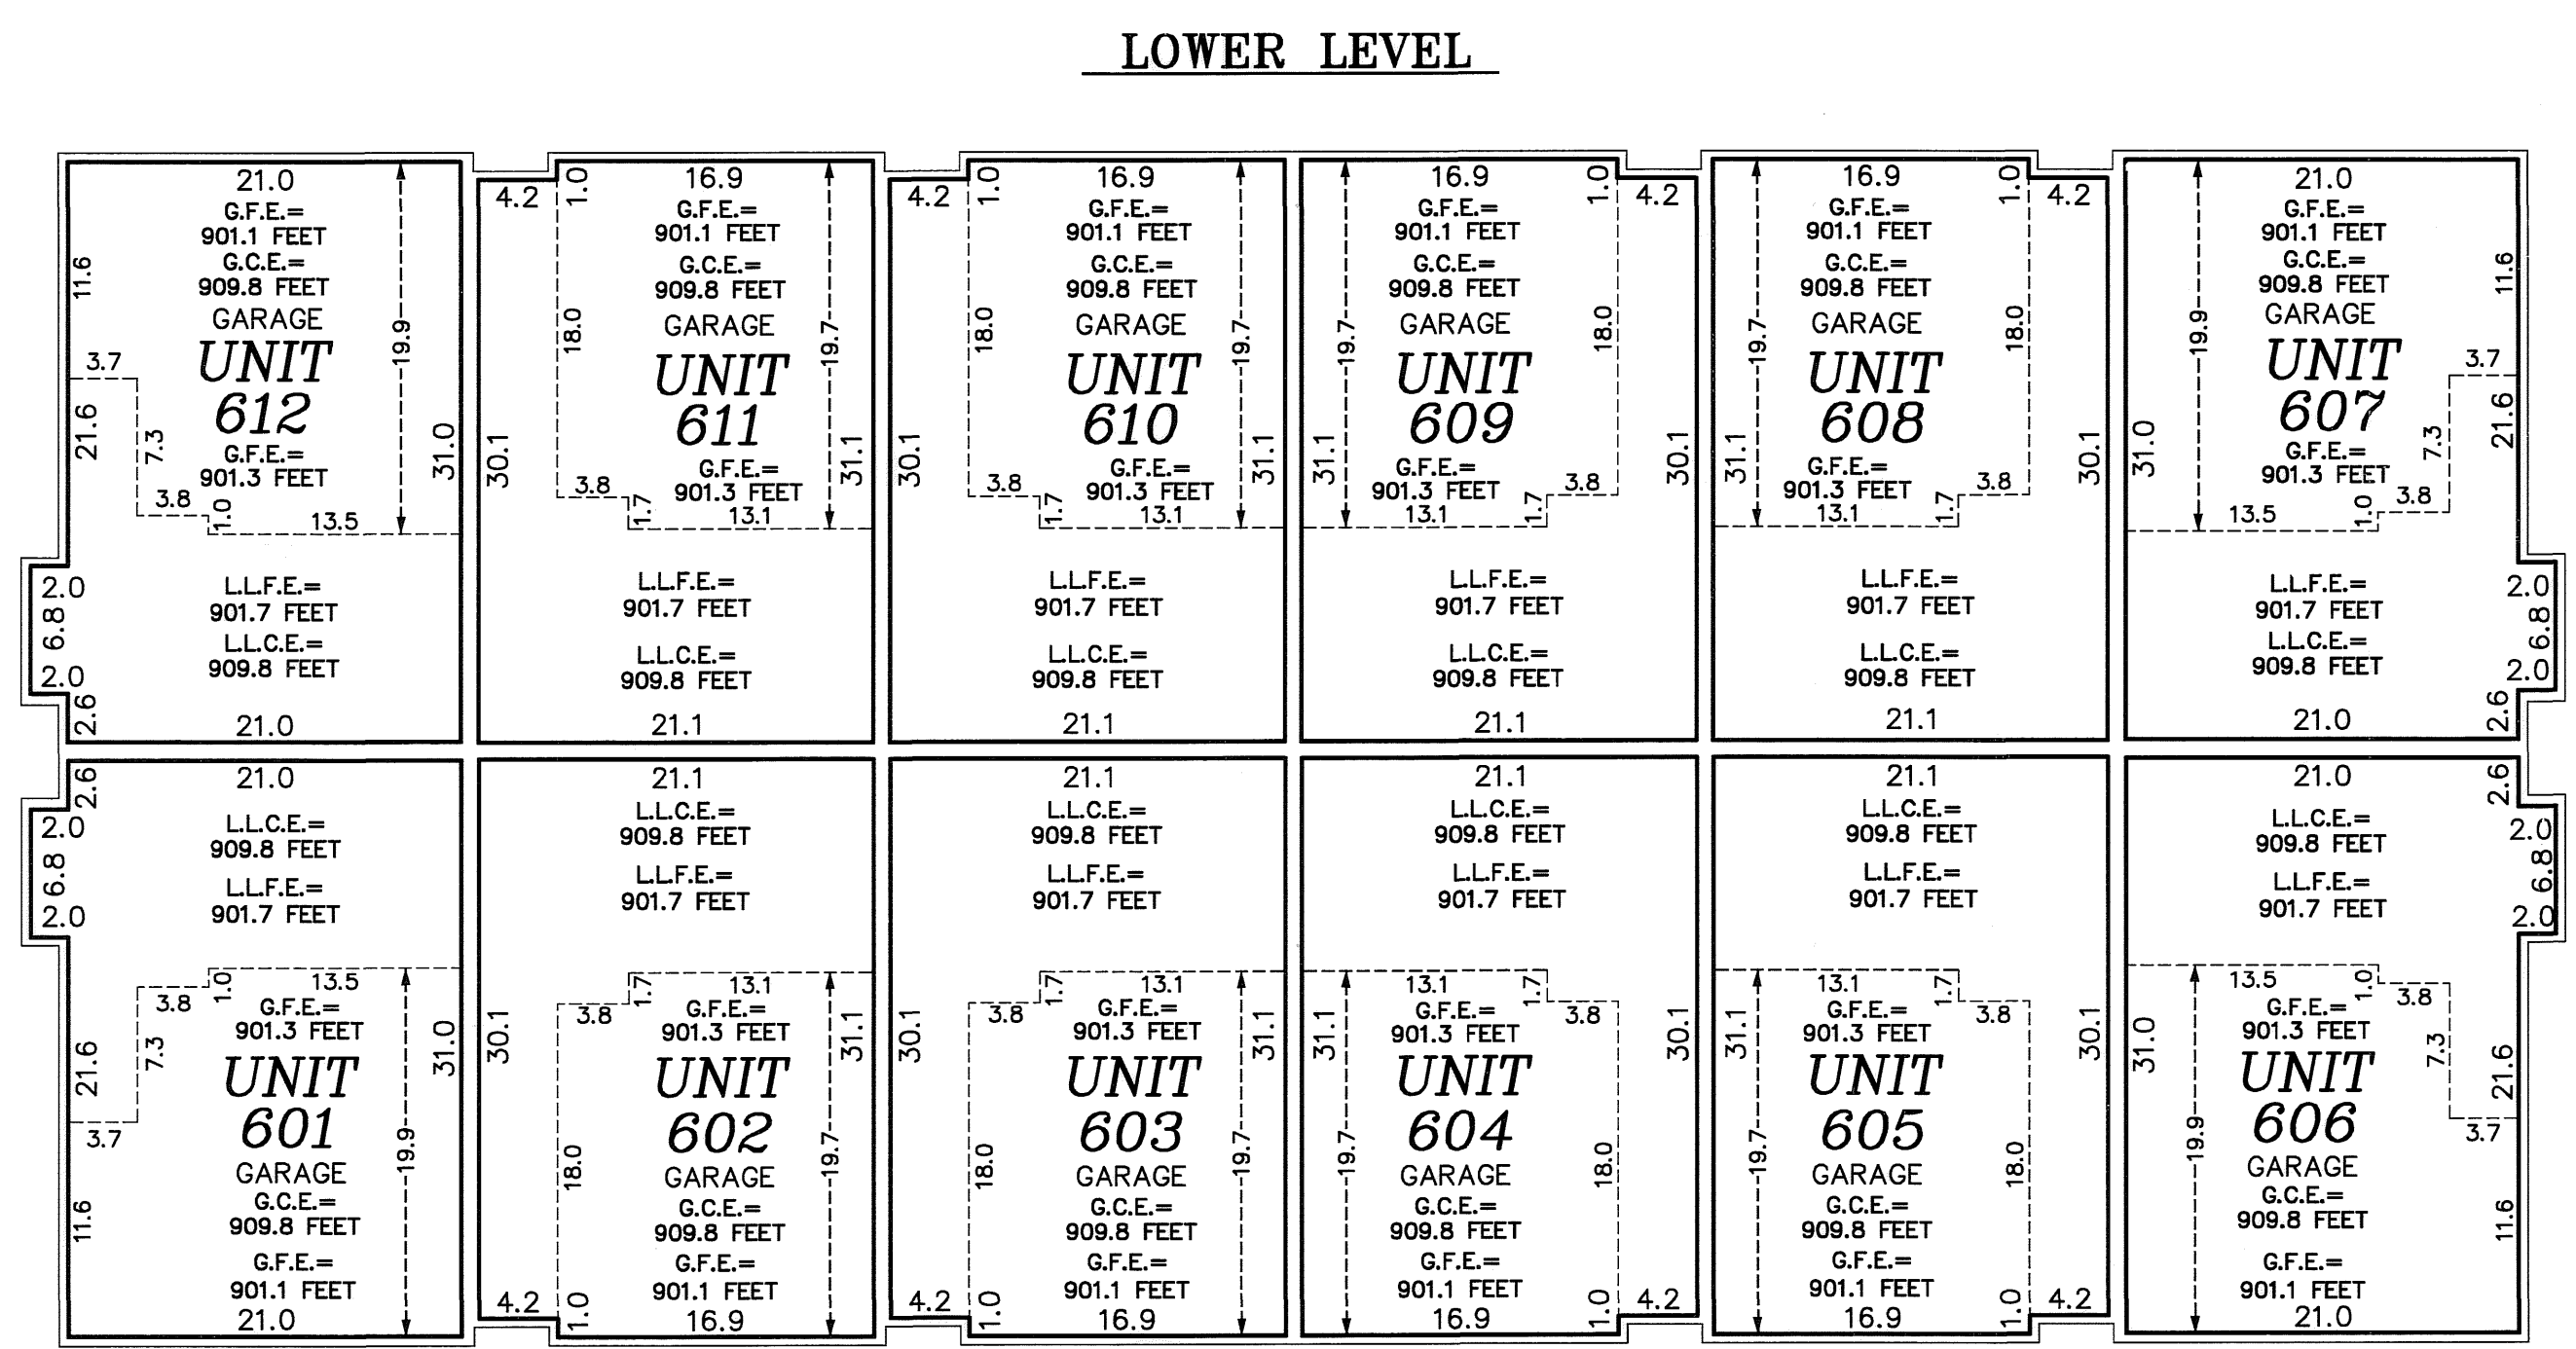 LOWER LEVEL
21.0
G.F.E.=
901.1 FEET
G.C.E.=
909.8 FEET
GARAGE
UNIT
612
G.F.E.=
901.3 FEET
11.6
3.7
21.6
7.3
3.8
1.0
13.5
19.9
31.0
2.0
6.8
2.0
2.6
L.L.F.E.=
901.7 FEET
L.L.C.E.=
909.8 FEET
21.0
4.2
1.0
16.9
G.F.E.=
901.1 FEET
G.C.E.=
909.8 FEET
GARAGE
UNIT
611
G.F.E.=
901.3 FEET
18.0
19.7
30.1
31.1
3.8
1.7
13.1
L.L.F.E.=
901.7 FEET
L.L.C.E.=
909.8 FEET
21.1
4.2
1.0
16.9
G.F.E.=
901.1 FEET
G.C.E.=
909.8 FEET
GARAGE
UNIT
610
G.F.E.=
901.3 FEET
18.0
19.7
30.1
31.1
3.8
1.7
13.1
L.L.F.E.=
901.7 FEET
L.L.C.E.=
909.8 FEET
21.1
16.9
1.0
4.2
G.F.E.=
901.1 FEET
G.C.E.=
909.8 FEET
GARAGE
UNIT
609
G.F.E.=
901.3 FEET
19.7
18.0
31.1
30.1
13.1
1.7
3.8
L.L.F.E.=
901.7 FEET
L.L.C.E.=
909.8 FEET
21.1
16.9
1.0
4.2
G.F.E.=
901.1 FEET
G.C.E.=
909.8 FEET
GARAGE
UNIT
608
G.F.E.=
901.3 FEET
19.7
18.0
31.1
30.1
13.1
1.7
3.8
L.L.F.E.=
901.7 FEET
L.L.C.E.=
909.8 FEET
21.1
21.0
G.F.E.=
901.1 FEET
G.C.E.=
909.8 FEET
GARAGE
UNIT
607
G.F.E.=
901.3 FEET
19.9
11.6
3.7
31.0
7.3
21.6
13.5
1.0
3.8
L.L.F.E.=
901.7 FEET
L.L.C.E.=
909.8 FEET
2.0
6.8
2.0
2.6
21.0
21.0
2.6
2.0
6.8
2.0
L.L.C.E.=
909.8 FEET
L.L.F.E.=
901.7 FEET
1.0
13.5
3.8
G.F.E.=
901.3 FEET
21.6
7.3
31.0
UNIT
601
3.7
19.9
GARAGE
G.C.E.=
909.8 FEET
11.6
G.F.E.=
901.1 FEET
21.0
21.1
L.L.C.E.=
909.8 FEET
L.L.F.E.=
901.7 FEET
1.7
13.1
3.8
G.F.E.=
901.3 FEET
30.1
31.1
UNIT
602
18.0
19.7
GARAGE
G.C.E.=
909.8 FEET
G.F.E.=
901.1 FEET
4.2
1.0
16.9
21.1
L.L.C.E.=
909.8 FEET
L.L.F.E.=
901.7 FEET
1.7
13.1
3.8
G.F.E.=
901.3 FEET
30.1
31.1
UNIT
603
18.0
19.7
GARAGE
G.C.E.=
909.8 FEET
G.F.E.=
901.1 FEET
4.2
1.0
16.9
21.1
L.L.C.E.=
909.8 FEET
L.L.F.E.=
901.7 FEET
13.1
1.7
3.8
G.F.E.=
901.3 FEET
31.1
30.1
UNIT
604
19.7
18.0
GARAGE
G.C.E.=
909.8 FEET
G.F.E.=
901.1 FEET
16.9
1.0
4.2
21.1
L.L.C.E.=
909.8 FEET
L.L.F.E.=
901.7 FEET
13.1
1.7
3.8
G.F.E.=
901.3 FEET
31.1
30.1
UNIT
605
19.7
18.0
GARAGE
G.C.E.=
909.8 FEET
G.F.E.=
901.1 FEET
16.9
1.0
4.2
21.0
2.6
2.0
6.8
2.0
L.L.C.E.=
909.8 FEET
L.L.F.E.=
901.7 FEET
13.5
1.0
3.8
G.F.E.=
901.3 FEET
31.0
7.3
21.6
UNIT
606
19.9
3.7
GARAGE
G.C.E.=
909.8 FEET
11.6
G.F.E.=
901.1 FEET
21.0